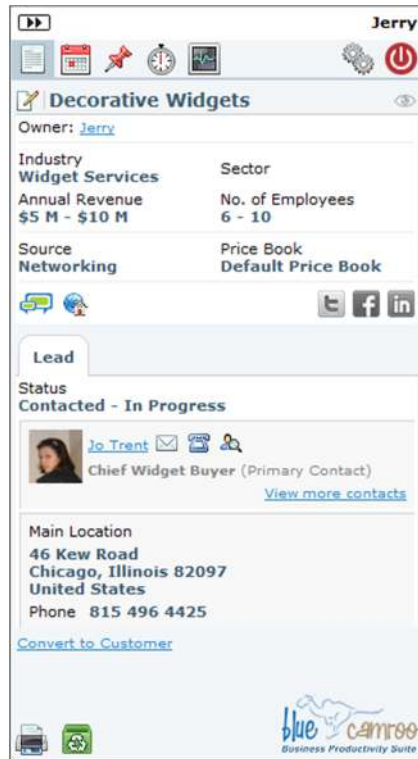 Jerry
Decorative Widgets
Owner: Jerry
Industry
Widget Services
Sector
Annual Revenue
$5 M - $10 M
No. of Employees
6 - 10
Source
Networking
Price Book
Default Price Book
Lead
Status
Contacted - In Progress
Jo Trent
Chief Widget Buyer (Primary Contact)
View more contacts
Main Location
46 Kew Road
Chicago, Illinois 82097
United States
Phone 815 496 4425
Convert to Customer
blue camroo
Business Productivity Suite